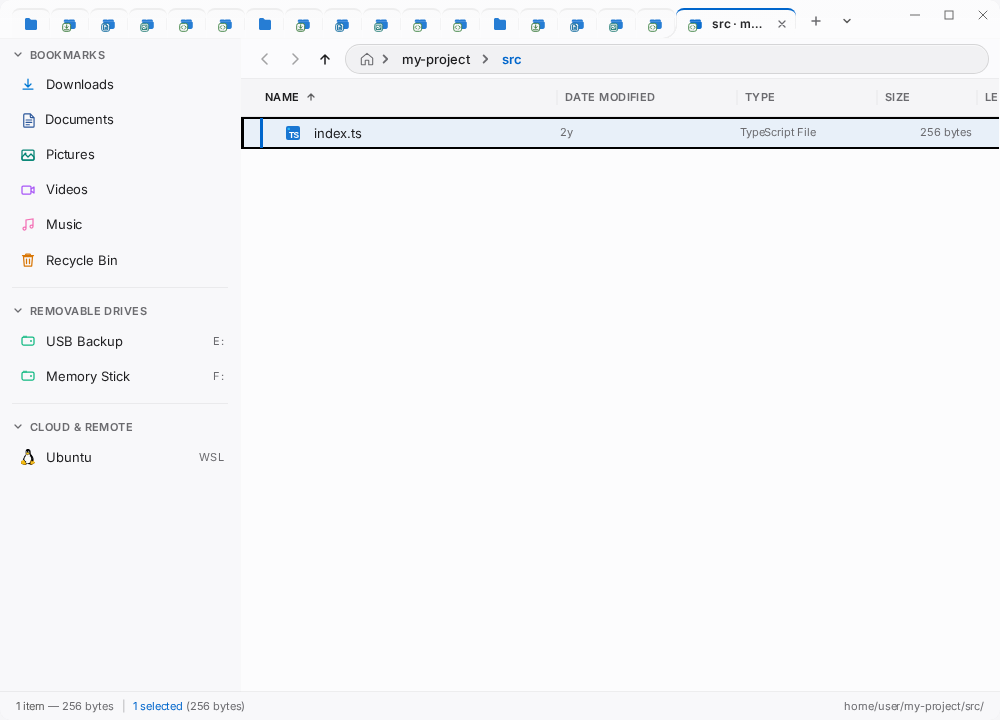 src · m...
BOOKMARKS
Downloads
Documents
Pictures
Videos
Music
Recycle Bin
REMOVABLE DRIVES
USB Backup E:
Memory Stick F:
CLOUD & REMOTE
Ubuntu WSL
my-project src
NAME DATE MODIFIED TYPE SIZE LE
TS index.ts 2y TypeScript File 256 bytes
1 item — 256 bytes 1 selected (256 bytes) home/user/my-project/src/